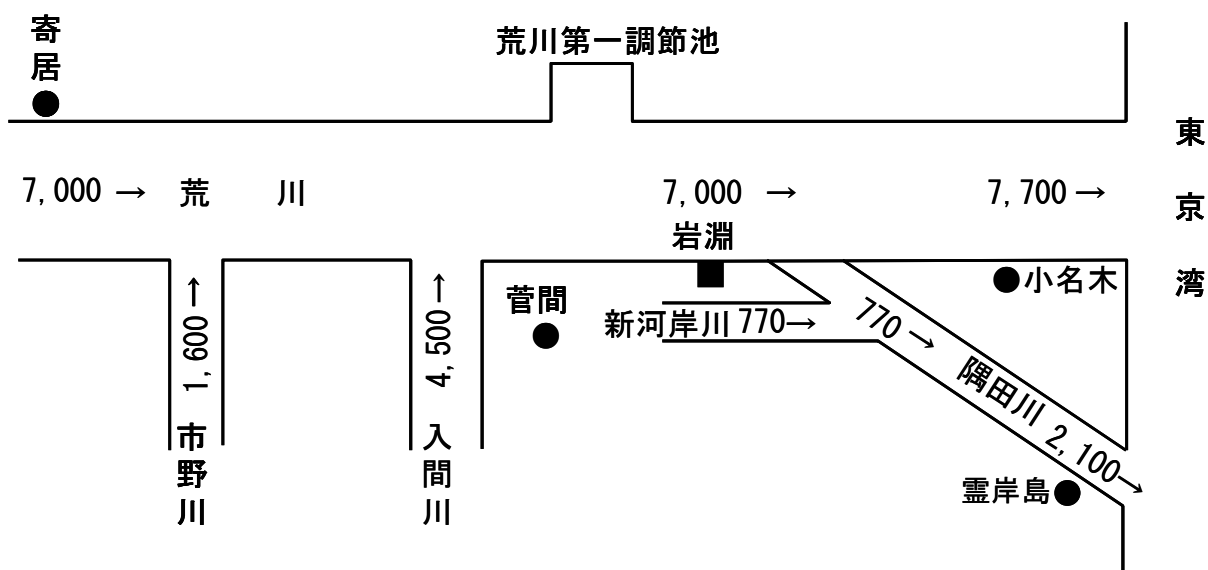 寄居
荒川第一調節池
東京湾
7,000 → 荒川
7,000 →
7,700 →
岩淵
小名木
菅間
新河岸川 770→
770→
隅田川 2,100→
霊岸島
1,600→
市野川
4,500→
入間川